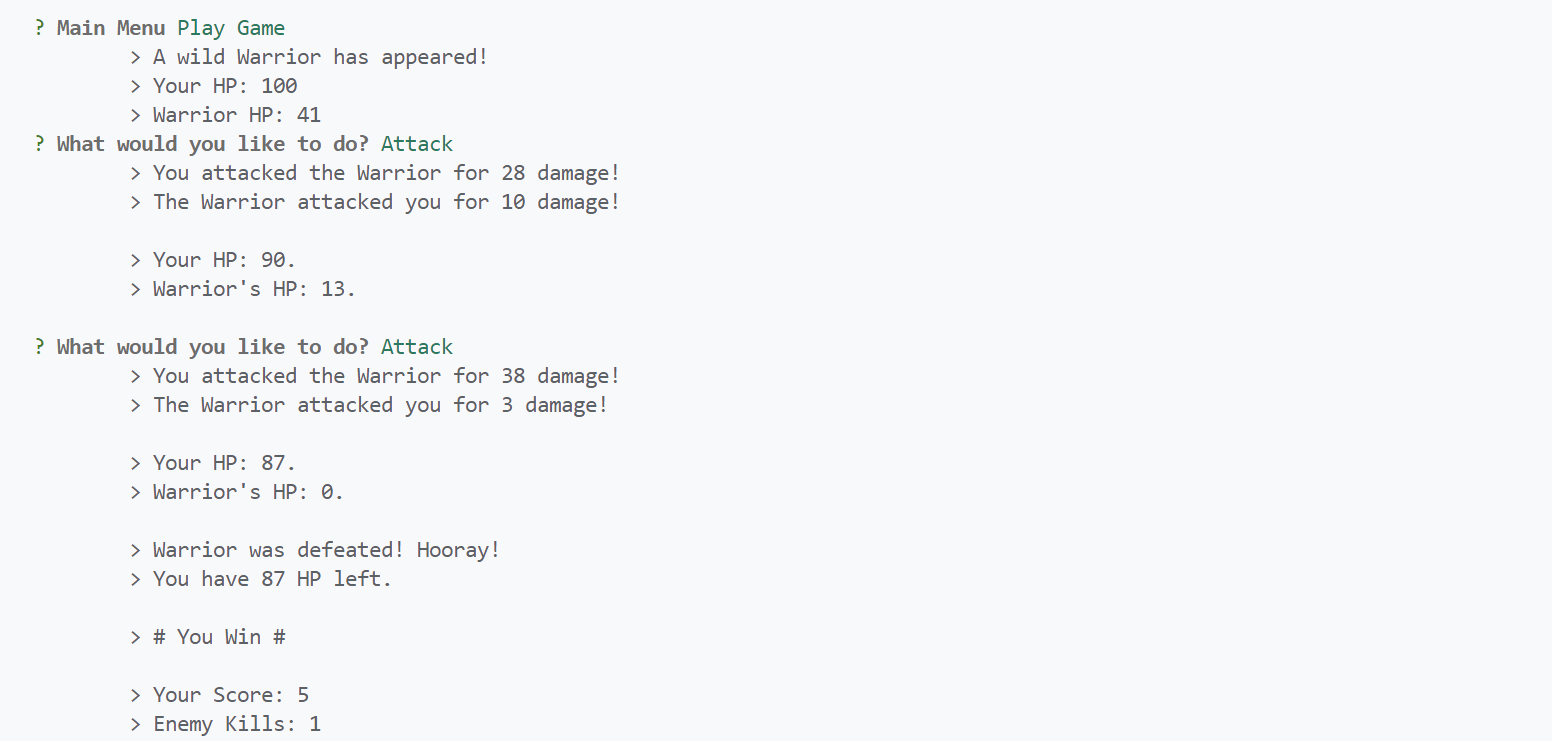 ? Main Menu Play Game
> A wild Warrior has appeared!
> Your HP: 100
> Warrior HP: 41
? What would you like to do? Attack
> You attacked the Warrior for 28 damage!
> The Warrior attacked you for 10 damage!
> Your HP: 90.
> Warrior's HP: 13.
? What would you like to do? Attack
> You attacked the Warrior for 38 damage!
> The Warrior attacked you for 3 damage!
> Your HP: 87.
> Warrior's HP: 0.
> Warrior was defeated! Hooray!
> You have 87 HP left.
> # You Win #
> Your Score: 5
> Enemy Kills: 1